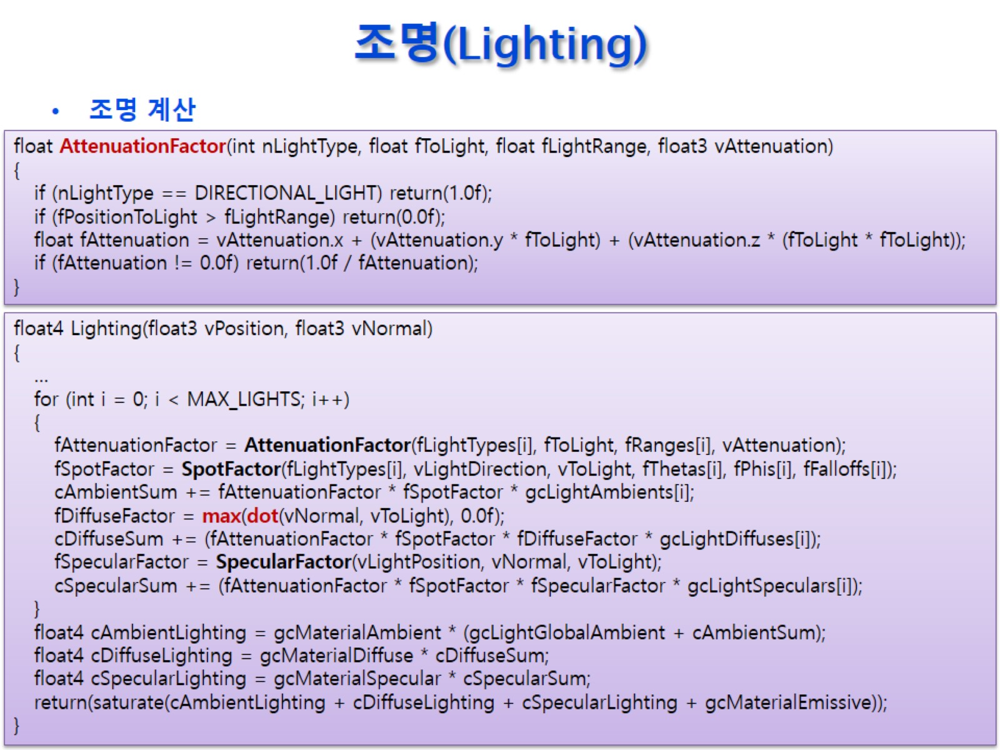 조명(Lighting)
• 조명 계산
float AttenuationFactor(int nLightType, float fToLight, float fLightRange, float3 vAttenuation)
{
if (nLightType == DIRECTIONAL_LIGHT) return(1.0f);
if (fPositionToLight > fLightRange) return(0.0f);
float fAttenuation = vAttenuation.x + (vAttenuation.y * fToLight) + (vAttenuation.z * (fToLight * fToLight));
if (fAttenuation != 0.0f) return(1.0f / fAttenuation);
}
float4 Lighting(float3 vPosition, float3 vNormal)
{
...
for (int i = 0; i < MAX_LIGHTS; i++)
{
fAttenuationFactor = AttenuationFactor(fLightTypes[i], fToLight, fRanges[i], vAttenuation);
fSpotFactor = SpotFactor(fLightTypes[i], vLightDirection, vToLight, fThetas[i], fPhis[i], fFalloffs[i]);
cAmbientSum += fAttenuationFactor * fSpotFactor * gcLightAmbients[i];
fDiffuseFactor = max(dot(vNormal, vToLight), 0.0f);
cDiffuseSum += (fAttenuationFactor * fSpotFactor * fDiffuseFactor * gcLightDiffuses[i]);
fSpecularFactor = SpecularFactor(vLightPosition, vNormal, vToLight);
cSpecularSum += (fAttenuationFactor * fSpotFactor * fSpecularFactor * gcLightSpeculars[i]);
}
float4 cAmbientLighting = gcMaterialAmbient * (gcLightGlobalAmbient + cAmbientSum);
float4 cDiffuseLighting = gcMaterialDiffuse * cDiffuseSum;
float4 cSpecularLighting = gcMaterialSpecular * cSpecularSum;
return(saturate(cAmbientLighting + cDiffuseLighting + cSpecularLighting + gcMaterialEmissive));
}